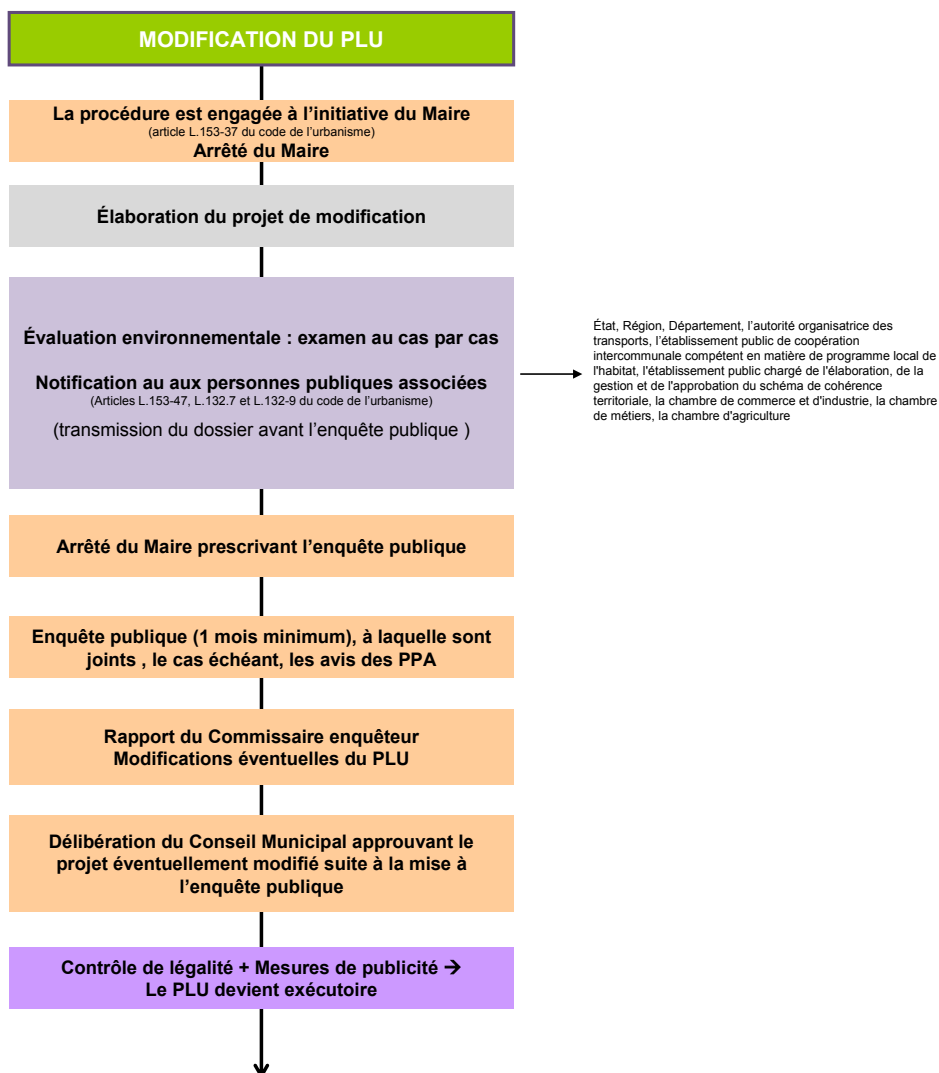 MODIFICATION DU PLU
La procédure est engagée à l’initiative du Maire
(article L.153-37 du code de l’urbanisme)
Arrêté du Maire
Élaboration du projet de modification
Évaluation environnementale : examen au cas par cas
Notification au aux personnes publiques associées
(Articles L.153-47, L.132.7 et L.132-9 du code de l’urbanisme)
(transmission du dossier avant l’enquête publique )
État, Région, Département, l’autorité organisatrice des
transports, l’établissement public de coopération
intercommunale compétent en matière de programme local de
l'habitat, l'établissement public chargé de l'élaboration, de la
gestion et de l'approbation du schéma de cohérence
territoriale, la chambre de commerce et d'industrie, la chambre
de métiers, la chambre d'agriculture
Arrêté du Maire prescrivant l’enquête publique
Enquête publique (1 mois minimum), à laquelle sont
joints , le cas échéant, les avis des PPA
Rapport du Commissaire enquêteur
Modifications éventuelles du PLU
Délibération du Conseil Municipal approuvant le
projet éventuellement modifié suite à la mise à
l’enquête publique
Contrôle de légalité + Mesures de publicité →
Le PLU devient exécutoire